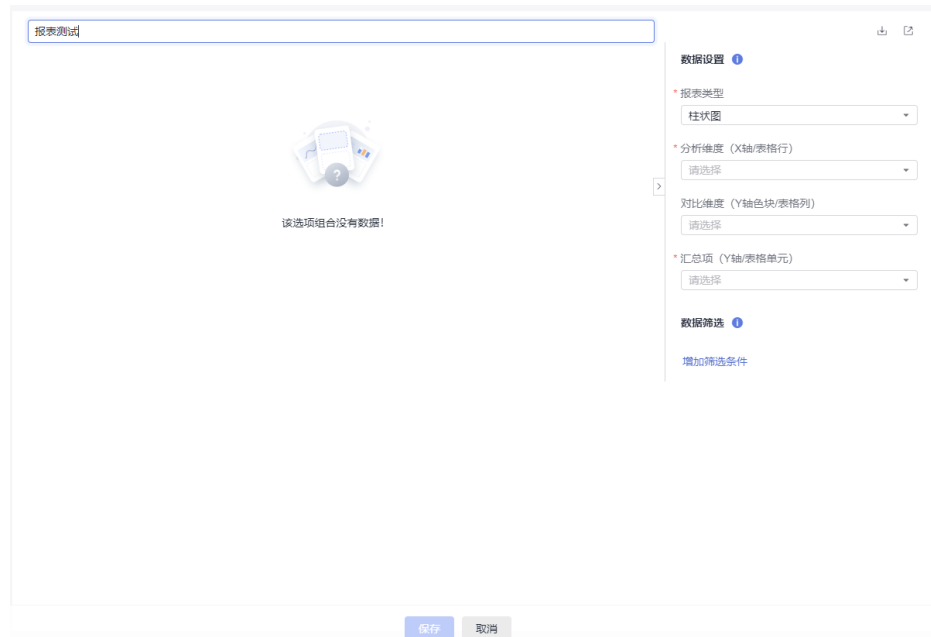 报表测试
该选项组合没有数据!
数据设置
* 报表类型
柱状图
* 分析维度（X轴/表格行）
请选择
对比维度（Y轴色块/表格列）
请选择
* 汇总项（Y轴/表格单元）
请选择
数据筛选
增加筛选条件
保存 取消